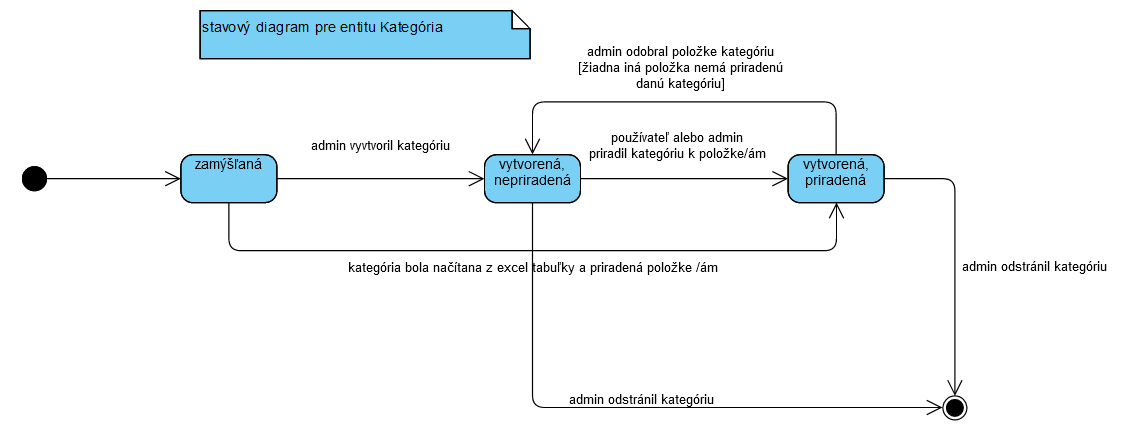 stavový diagram pre entitu Kategória
admin odobral položke kategóriu
[žiadna iná položka nemá priradenú
danú kategóriu]
admin vyvtvoril kategóriu
používateľ alebo admin
priradil kategóriu k položke/ám
zamýšľaná
vytvorená,
nepriradená
vytvorená,
priradená
kategória bola načítana z excel tabuľky a priradená položke /ám
admin odstránil kategóriu
admin odstránil kategóriu